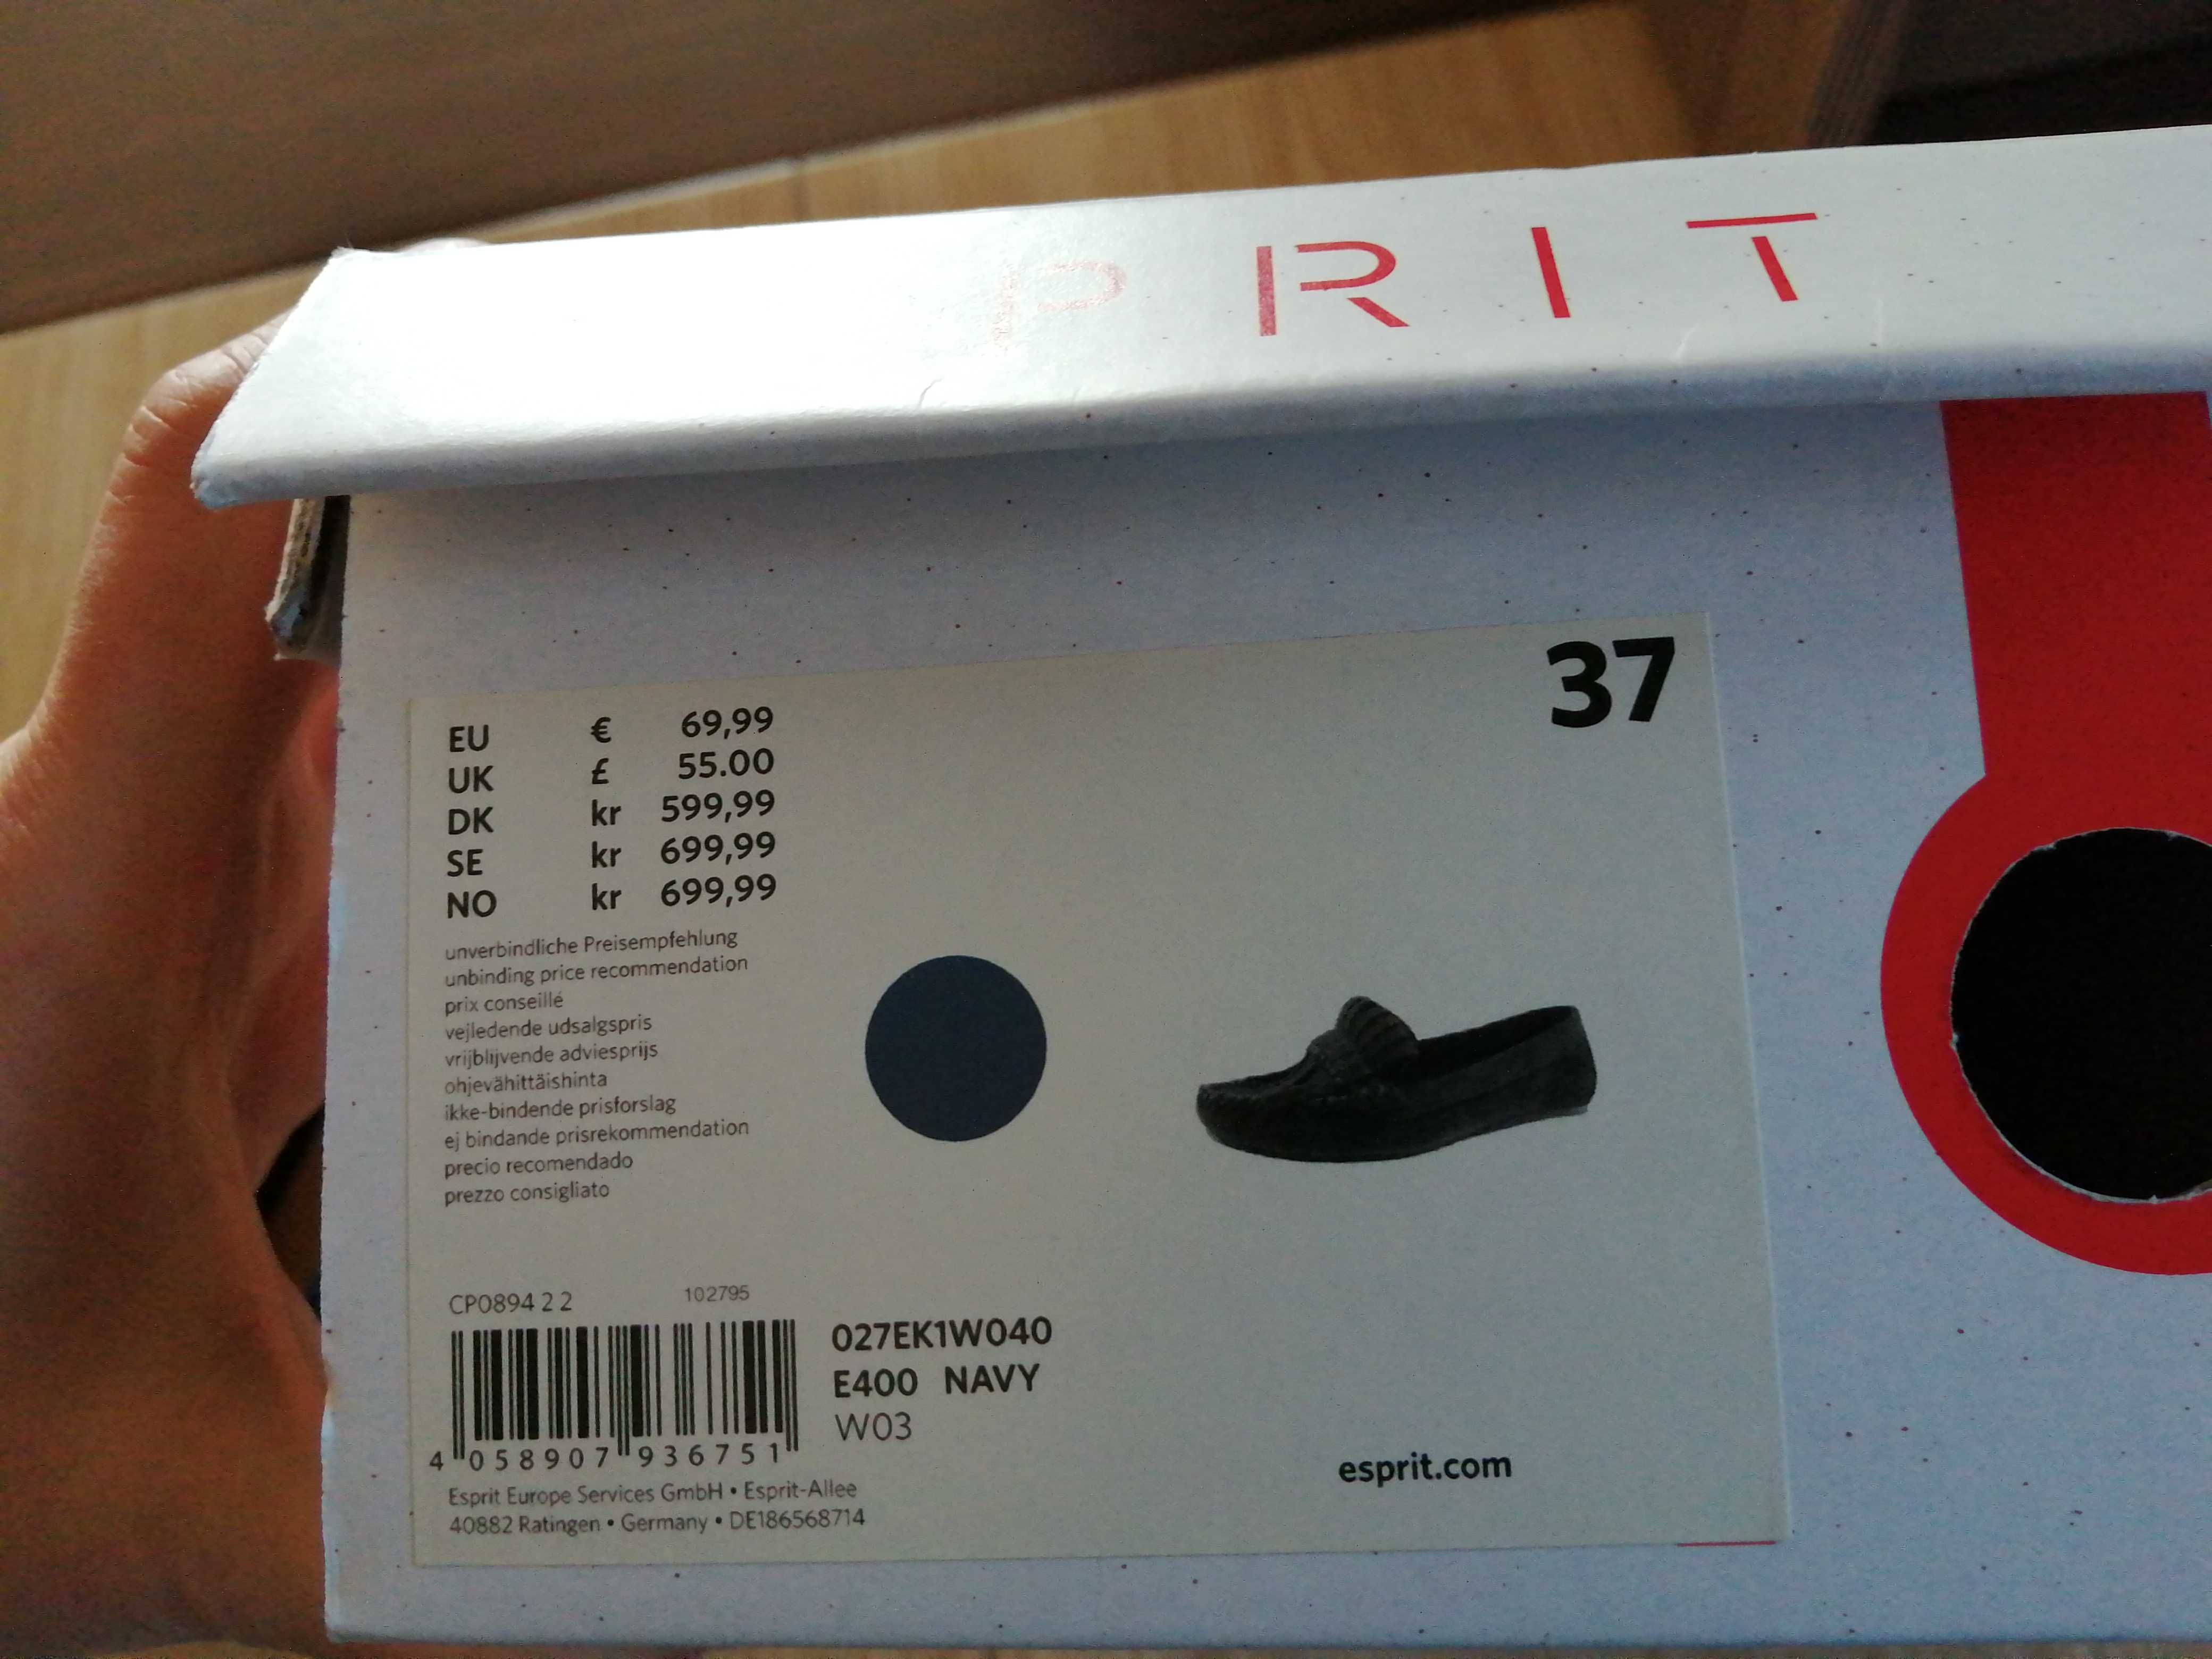 PRIT
37
EU € 69,99
UK £ 55.00
DK kr 599,99
SE kr 699,99
NO kr 699,99
unverbindliche Preisempfehlung
unbinding price recommendation
prix conseillé
vejledende udsalgspris
vrijblijvende adviesprijs
ohjevähittäishinta
ikke-bindende prisforslag
ej bindande prisrekommendation
precio recomendado
prezzo consigliato
CP0894 2 2 102795
027EK1W040
E400 NAVY
W03
4 058907 936751
esprit.com
Esprit Europe Services GmbH • Esprit-Allee
40882 Ratingen • Germany • DE186568714